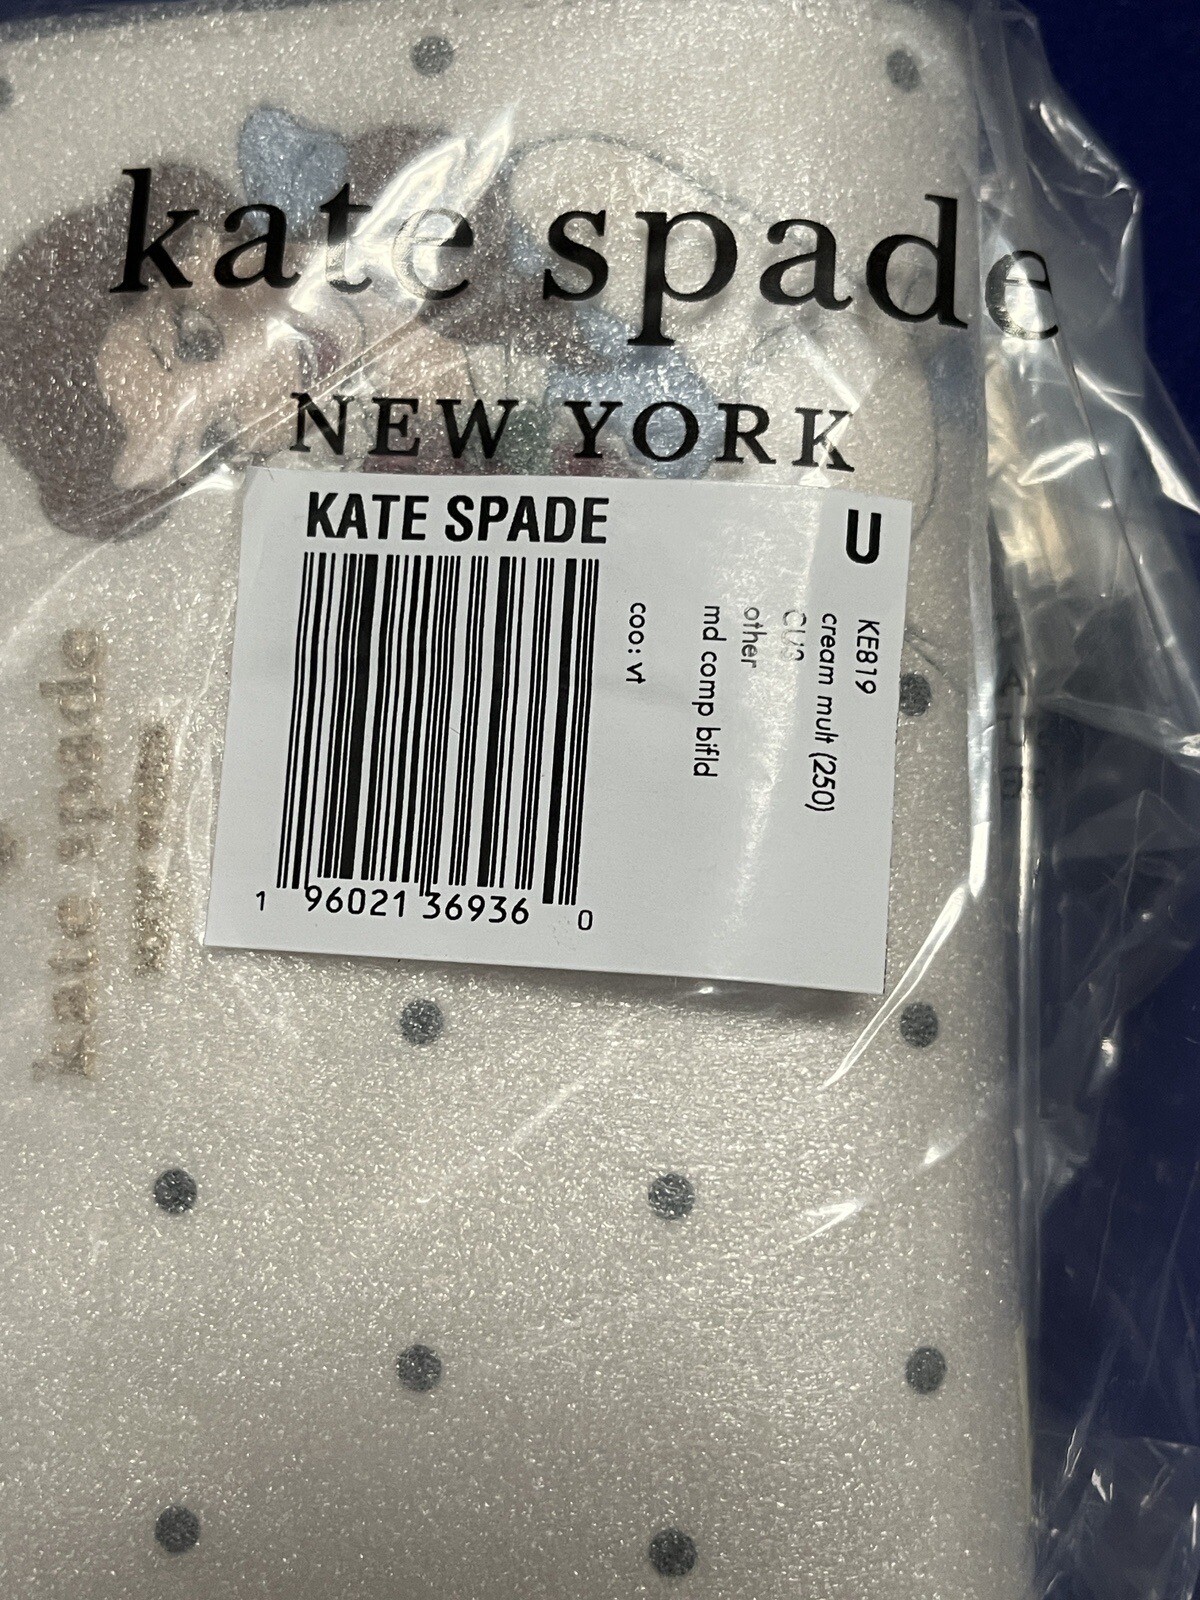 kate spade
NEW YORK
KATE SPADE
U
KE819
cream mult (250)
other
md comp bifld
coo: vt
1 96021 36936 0
kate spade